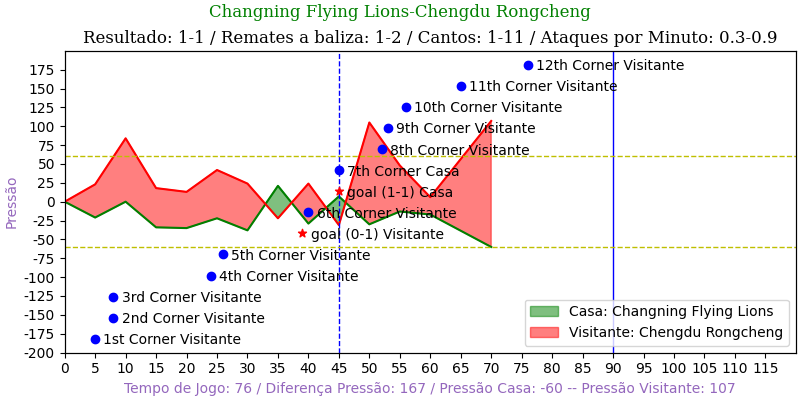 Changning Flying Lions-Chengdu Rongcheng
Resultado: 1-1 / Remates a baliza: 1-2 / Cantos: 1-11 / Ataques por Minuto: 0.3-0.9
Pressão
175
150
125
100
75
50
25
0
-25
-50
-75
-100
-125
-150
-175
-200
12th Corner Visitante
11th Corner Visitante
10th Corner Visitante
9th Corner Visitante
8th Corner Visitante
7th Corner Casa
goal (1-1) Casa
6th Corner Visitante
goal (0-1) Visitante
5th Corner Visitante
4th Corner Visitante
3rd Corner Visitante
2nd Corner Visitante
1st Corner Visitante
Casa: Changning Flying Lions
Visitante: Chengdu Rongcheng
0 5 10 15 20 25 30 35 40 45 50 55 60 65 70 75 80 85 90 95 100 105 110 115
Tempo de Jogo: 76 / Diferença Pressão: 167 / Pressão Casa: -60 -- Pressão Visitante: 107